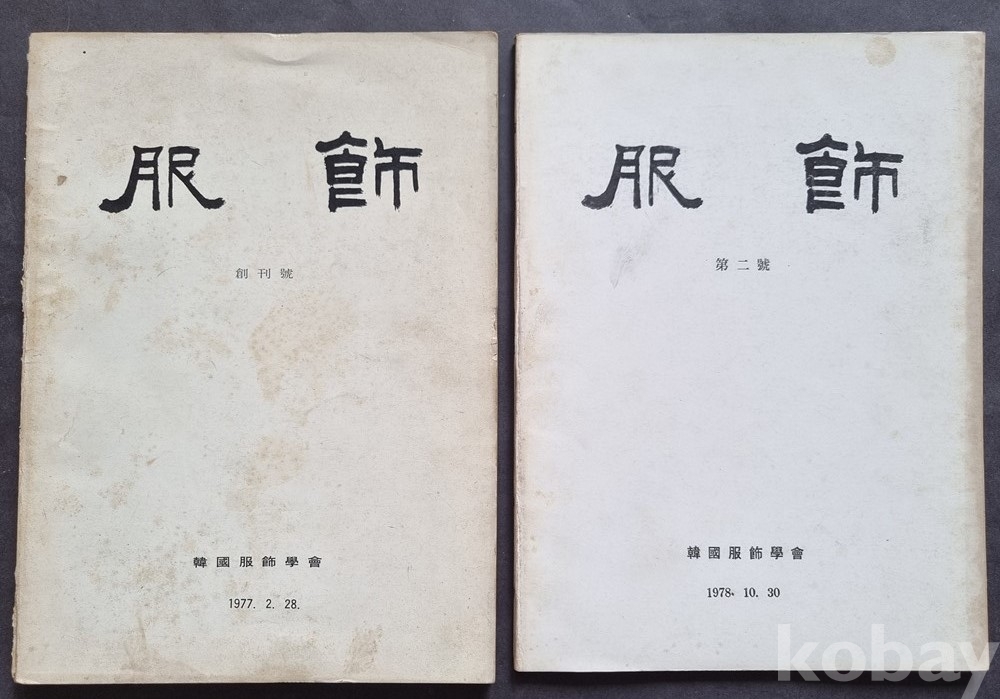 服 飾
創刊號
韓國服飾學會
1977. 2. 28.
服 飾
第二號
韓國服飾學會
1978. 10. 30
kobay